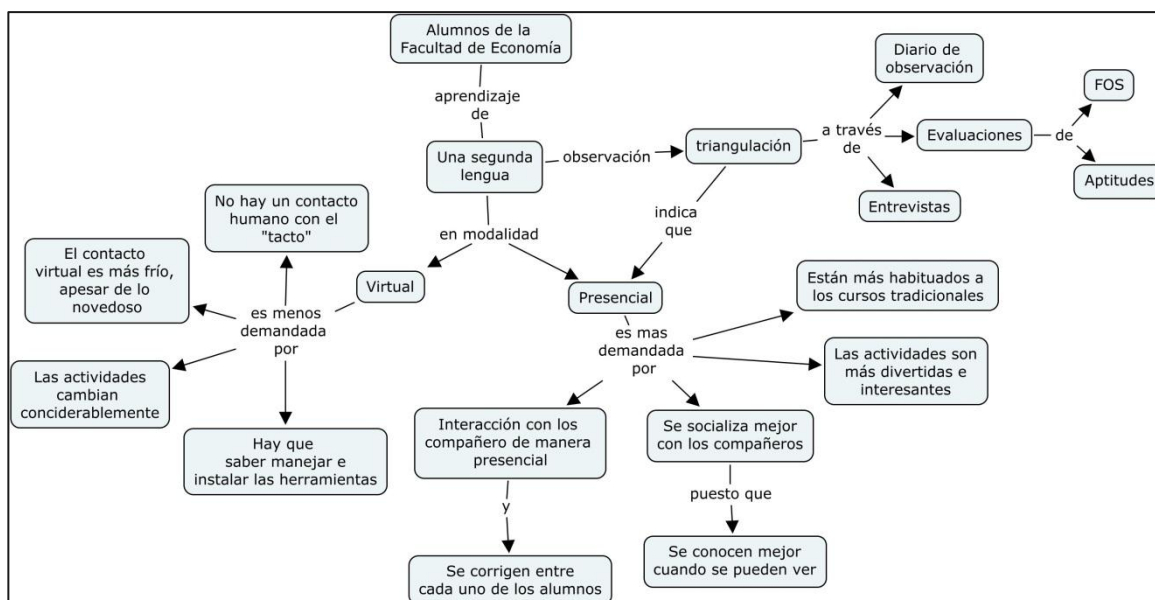 Alumnos de la
Facultad de Economía
aprendizaje
de
Una segunda
lengua
observación
triangulación
a través
de
Diario de
observación
Evaluaciones
de
FOS
Aptitudes
Entrevistas
indica
que
en modalidad
Virtual
Presencial
es menos
demandada
por
No hay un contacto
humano con el
"tacto"
El contacto
virtual es más frío,
apesar de lo
novedoso
Las actividades
cambian
conciderablemente
Hay que
saber manejar e
instalar las herramientas
es mas
demandada
por
Están más habituados a
los cursos tradicionales
Las actividades son
más divertidas e
interesantes
Interacción con los
compañero de manera
presencial
y
Se corrigen entre
cada uno de los alumnos
Se socializa mejor
con los compañeros
puesto que
Se conocen mejor
cuando se pueden ver